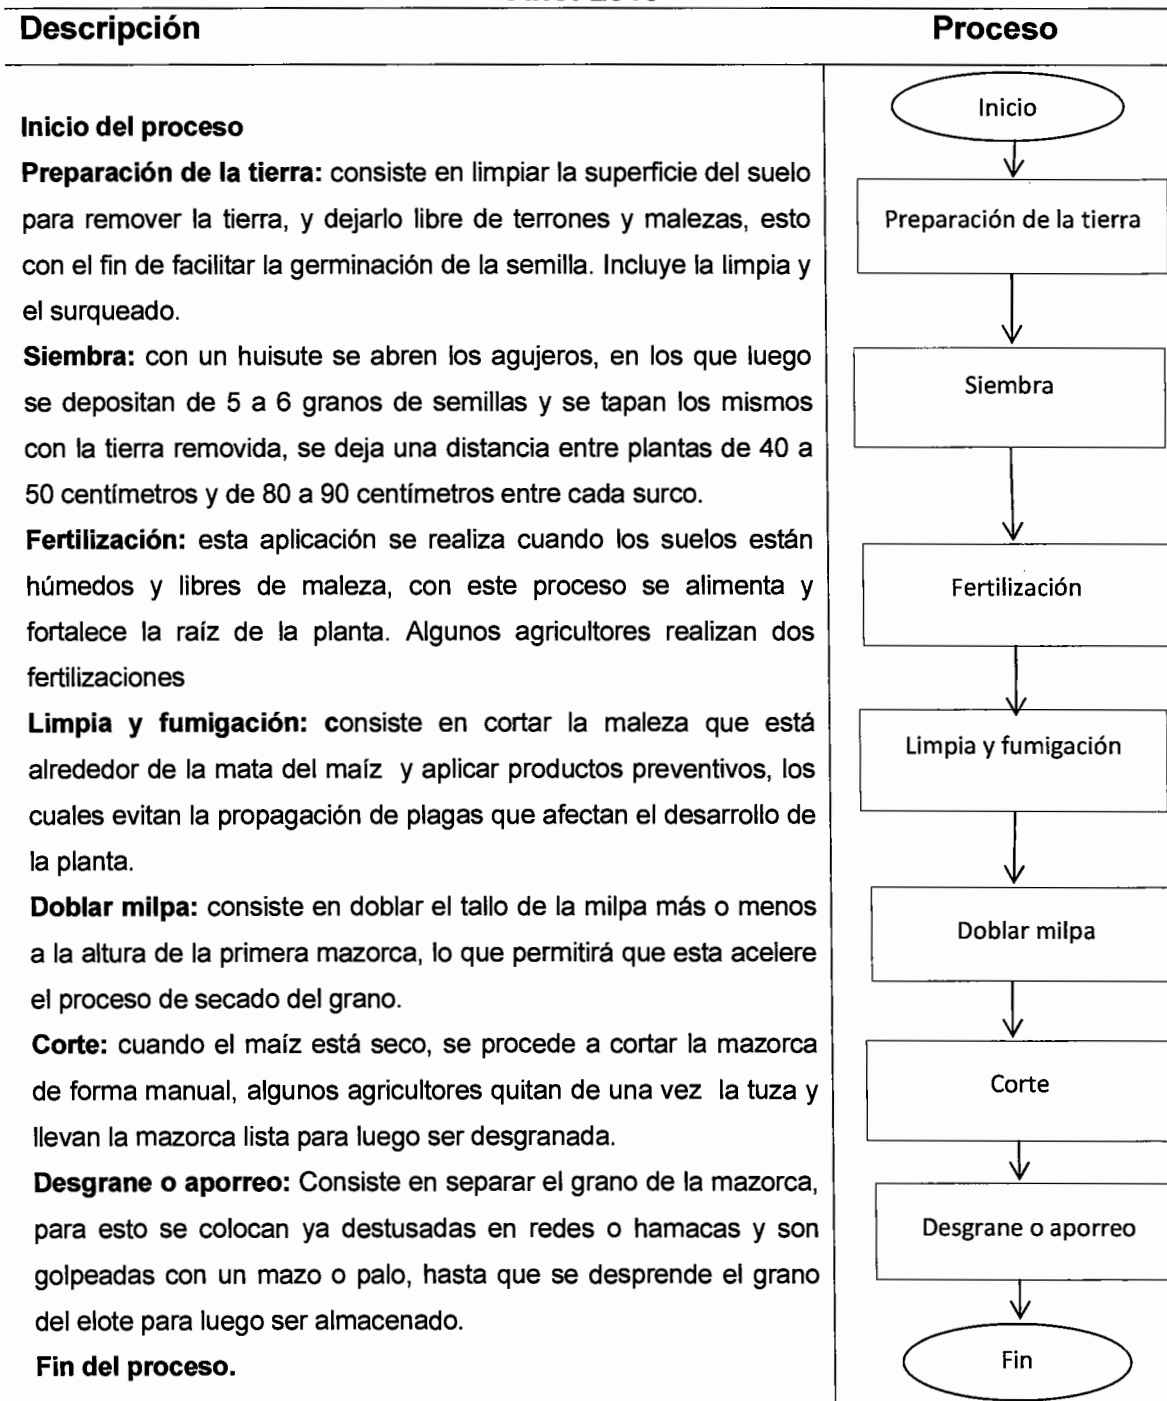 Descripción
Proceso
Inicio del proceso
Preparación de la tierra: consiste en limpiar la superficie del suelo
para remover la tierra, y dejarlo libre de terrones y malezas, esto
con el fin de facilitar la germinación de la semilla. Incluye la limpia y
el surqueado.
Siembra: con un huisute se abren los agujeros, en los que luego
se depositan de 5 a 6 granos de semillas y se tapan los mismos
con la tierra removida, se deja una distancia entre plantas de 40 a
50 centímetros y de 80 a 90 centímetros entre cada surco.
Fertilización: esta aplicación se realiza cuando los suelos están
húmedos y libres de maleza, con este proceso se alimenta y
fortalece la raíz de la planta. Algunos agricultores realizan dos
fertilizaciones
Limpia y fumigación: consiste en cortar la maleza que está
alrededor de la mata del maíz y aplicar productos preventivos, los
cuales evitan la propagación de plagas que afectan el desarrollo de
la planta.
Doblar milpa: consiste en doblar el tallo de la milpa más o menos
a la altura de la primera mazorca, lo que permitirá que esta acelere
el proceso de secado del grano.
Corte: cuando el maíz está seco, se procede a cortar la mazorca
de forma manual, algunos agricultores quitan de una vez la tuza y
llevan la mazorca lista para luego ser desgranada.
Desgrane o aporreo: Consiste en separar el grano de la mazorca,
para esto se colocan ya destusadas en redes o hamacas y son
golpeadas con un mazo o palo, hasta que se desprende el grano
del elote para luego ser almacenado.
Fin del proceso.
Inicio
Preparación de la tierra
Siembra
Fertilización
Limpia y fumigación
Doblar milpa
Corte
Desgrane o aporreo
Fin